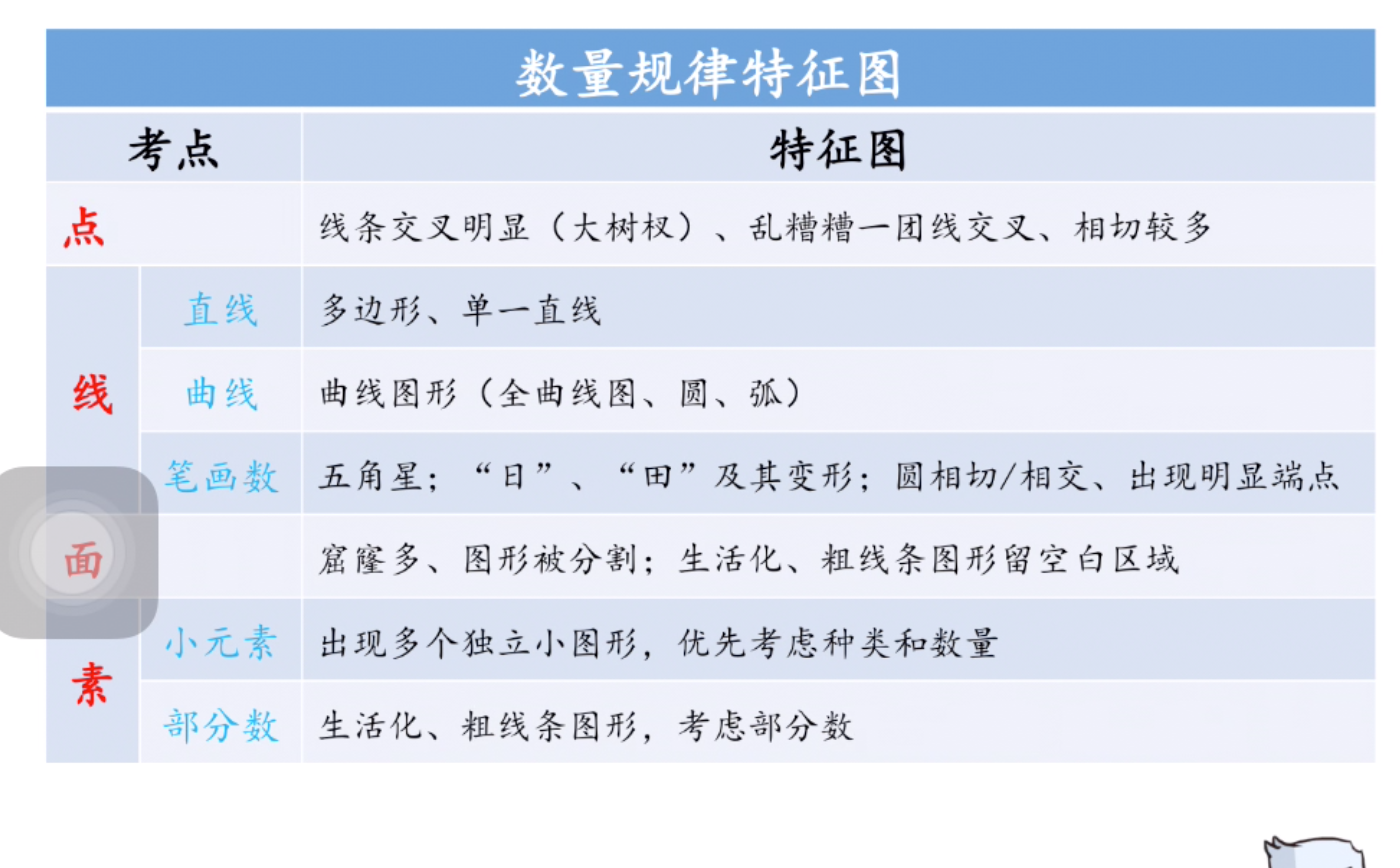 数量规律特征图
考点 特征图
点 线条交叉明显（大树杈）、乱糟糟一团线交叉、相切较多
线 直线 多边形、单一直线
曲线 曲线图形（全曲线图、圆、弧）
笔画数 五角星；“日”、“田”及其变形；圆相切/相交、出现明显端点
面 窟窿多、图形被分割；生活化、粗线条图形留空白区域
素 小元素 出现多个独立小图形，优先考虑种类和数量
部分数 生活化、粗线条图形，考虑部分数